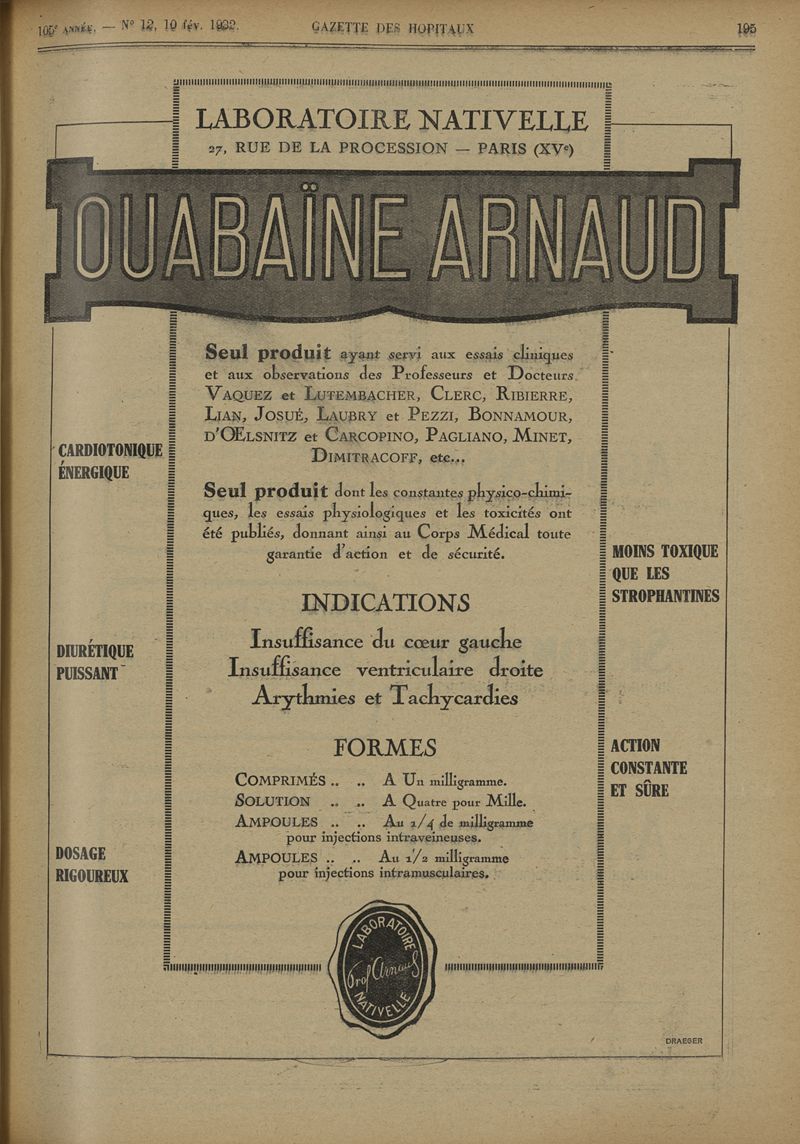 105e ANNÉE. — No 12, 10 fév. 1932.
GAZETTE DES HOPITAUX
195
LABORATOIRE NATIVELLE
27, RUE DE LA PROCESSION — PARIS (XVe)
OUABAÏNE ARNAUD
Seul produit ayant servi aux essais cliniques
et aux observations des Professeurs et Docteurs
VAQUEZ et LUTEMBACHER, CLERC, RIBIERRE,
LIAN, JOSUÉ, LAUBRY et PEZZI, BONNAMOUR,
D'ŒLSNITZ et CARCOPINO, PAGLIANO, MINET,
DIMITRACOFF, etc...
Seul produit dont les constantes physico-chimi-
ques, les essais physiologiques et les toxicités ont
été publiés, donnant ainsi au Corps Médical toute
garantie d'action et de sécurité.
CARDIOTONIQUE
ÉNERGIQUE
DIURÉTIQUE
PUISSANT
DOSAGE
RIGOUREUX
MOINS TOXIQUE
QUE LES
STROPHANTINES
ACTION
CONSTANTE
ET SÛRE
INDICATIONS
Insuffisance du cœur gauche
Insuffisance ventriculaire droite
Arythmies et Tachycardies
FORMES
COMPRIMÉS .. .. A Un milligramme.
SOLUTION .. .. A Quatre pour Mille.
AMPOULES .. .. Au 1/4 de milligramme
pour injections intraveineuses.
AMPOULES .. .. Au 1/2 milligramme
pour injections intramusculaires.
LABORATOIRE
Prof Arnaud
NATIVELLE
DRAEGER